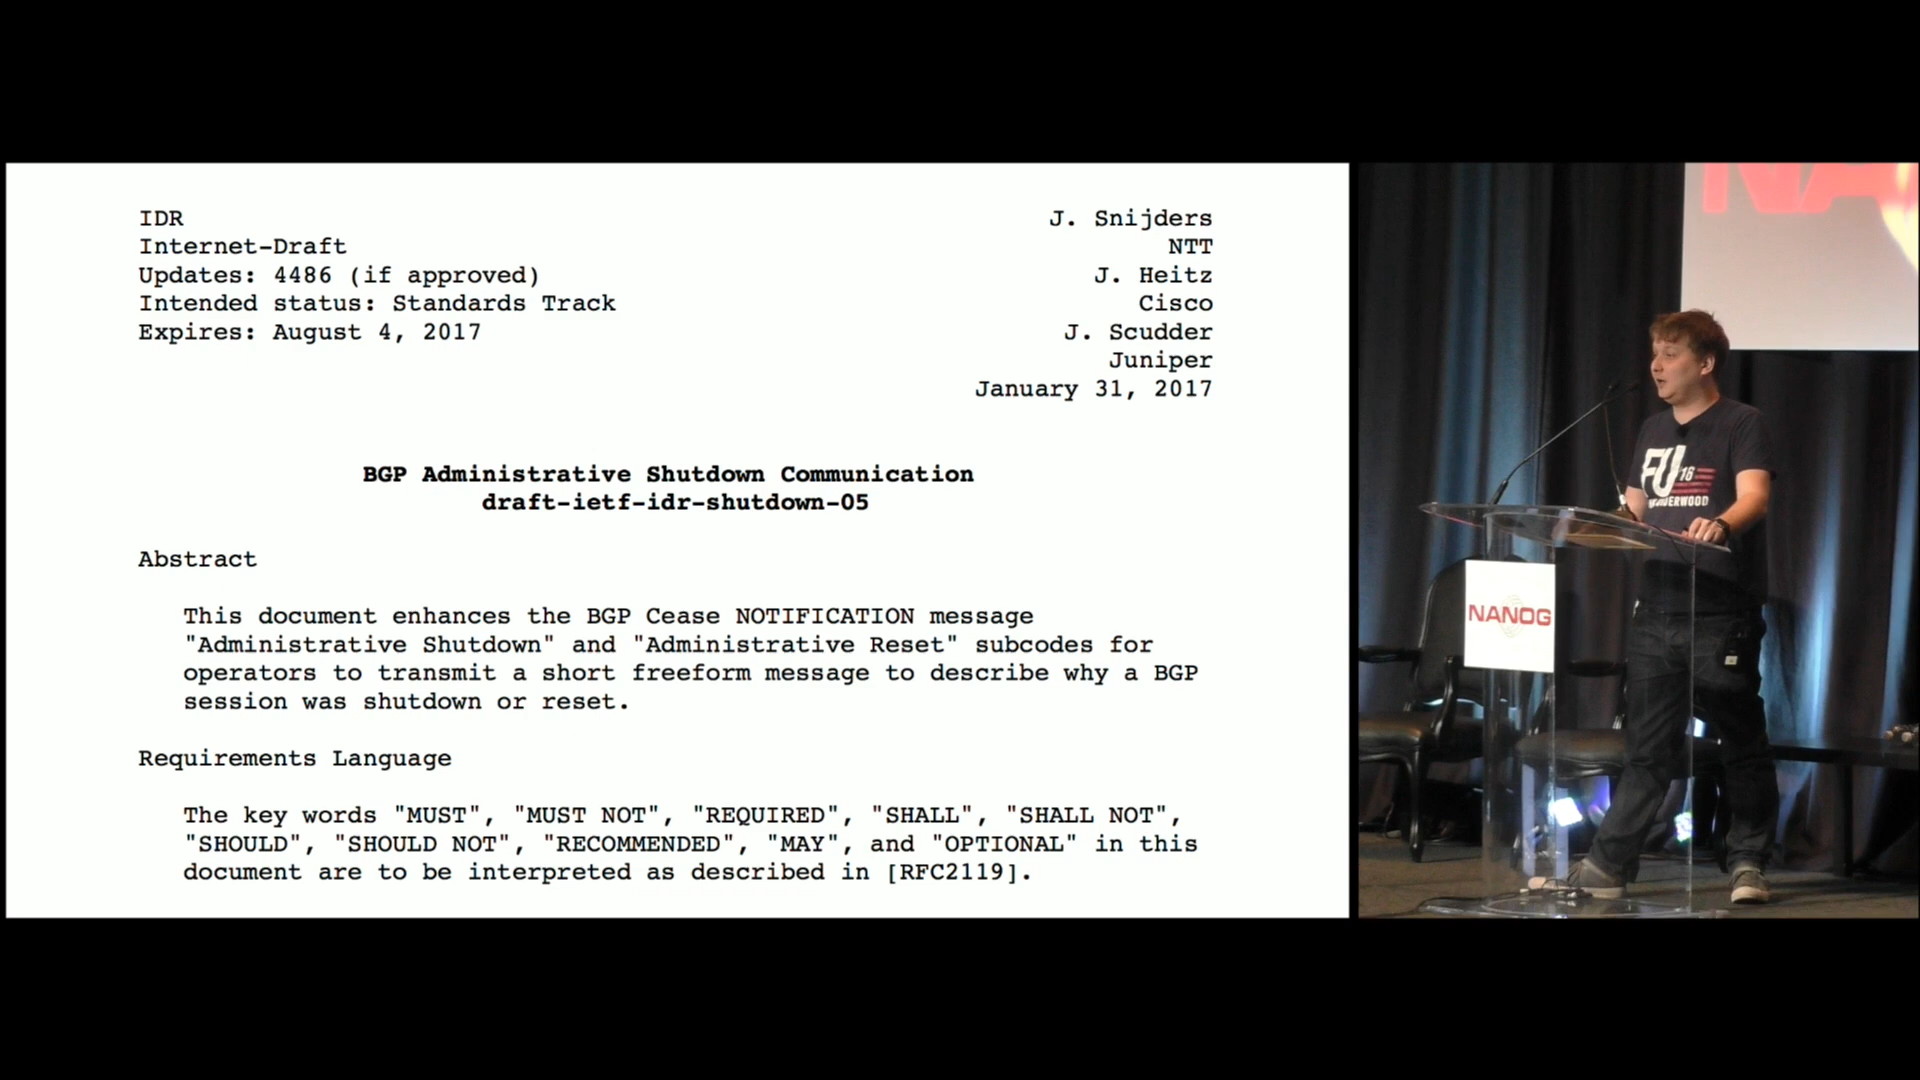 IDR
Internet-Draft
Updates: 4486 (if approved)
Intended status: Standards Track
Expires: August 4, 2017
J. Snijders
NTT
J. Heitz
Cisco
J. Scudder
Juniper
January 31, 2017
BGP Administrative Shutdown Communication
draft-ietf-idr-shutdown-05
Abstract
This document enhances the BGP Cease NOTIFICATION message
"Administrative Shutdown" and "Administrative Reset" subcodes for
operators to transmit a short freeform message to describe why a BGP
session was shutdown or reset.
Requirements Language
The key words "MUST", "MUST NOT", "REQUIRED", "SHALL", "SHALL NOT",
"SHOULD", "SHOULD NOT", "RECOMMENDED", "MAY", and "OPTIONAL" in this
document are to be interpreted as described in [RFC2119].
NA
FU
'16
NANOG